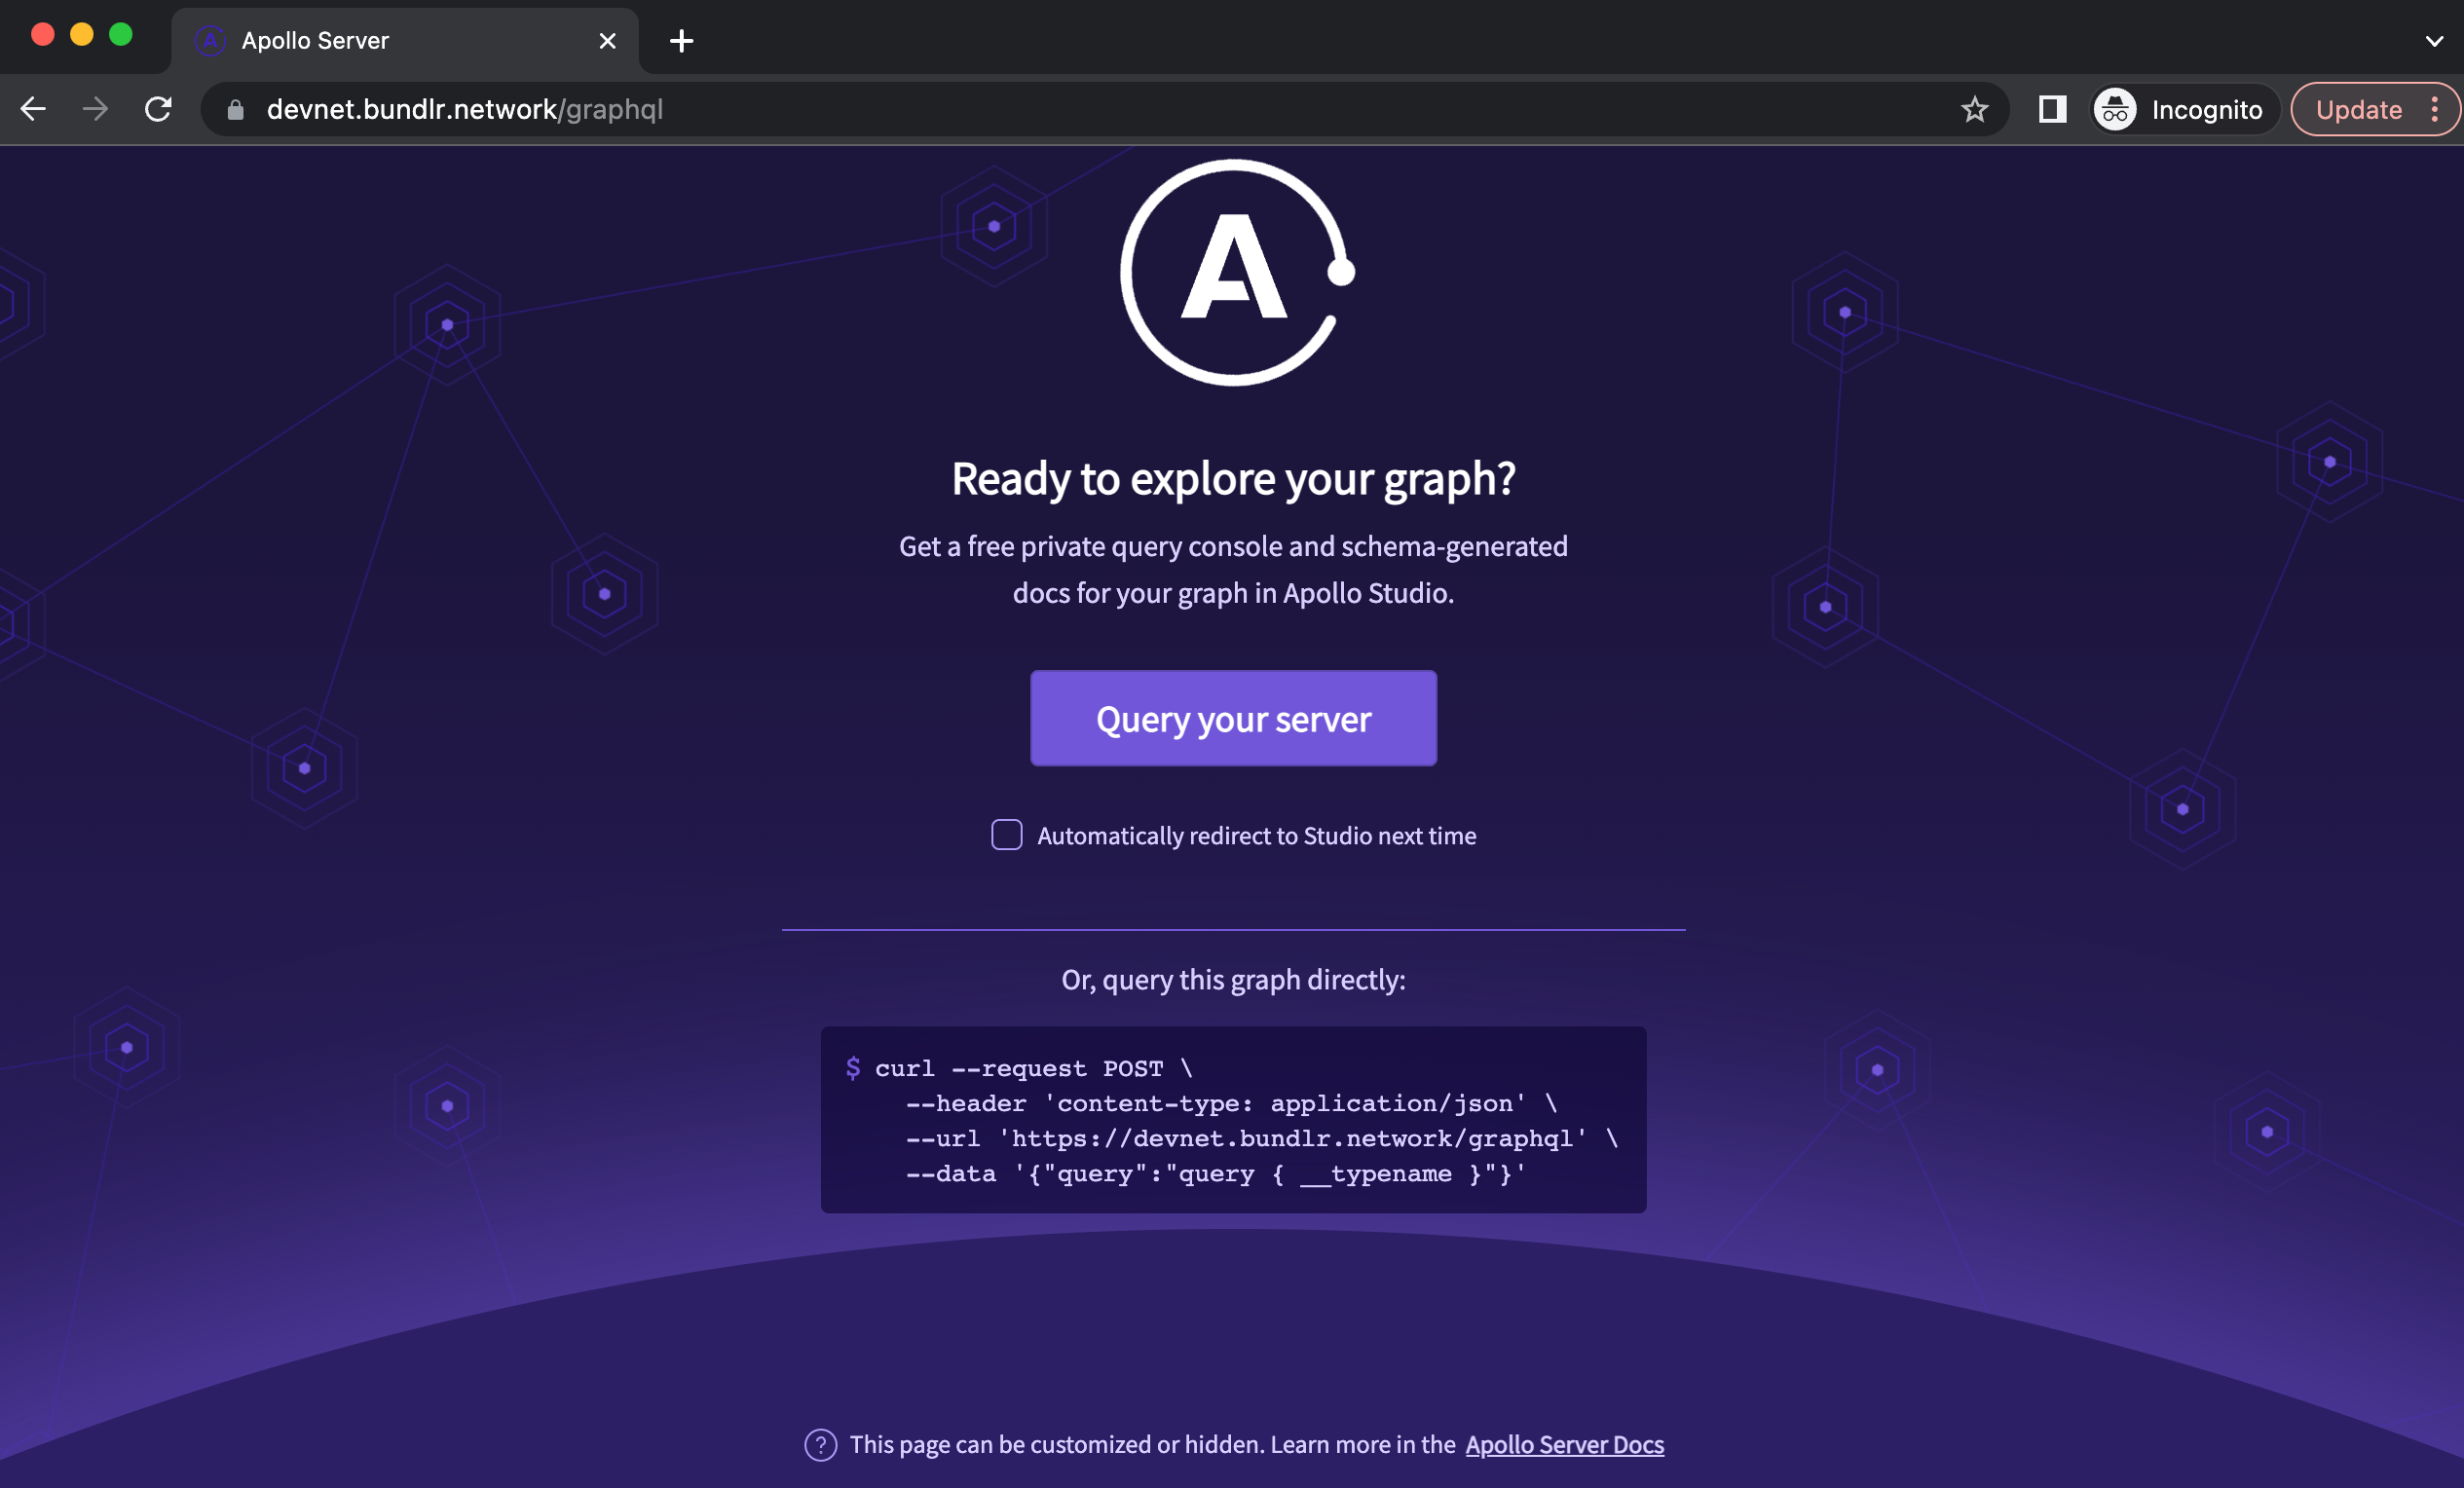 Apollo Server
devnet.bundlr.network/graphql
Incognito
Update
A
Ready to explore your graph?
Get a free private query console and schema-generated
docs for your graph in Apollo Studio.
Query your server
Automatically redirect to Studio next time
Or, query this graph directly:
$ curl --request POST \
--header 'content-type: application/json' \
--url 'https://devnet.bundlr.network/graphql' \
--data '{"query":"query { __typename }"}'
? This page can be customized or hidden. Learn more in the Apollo Server Docs